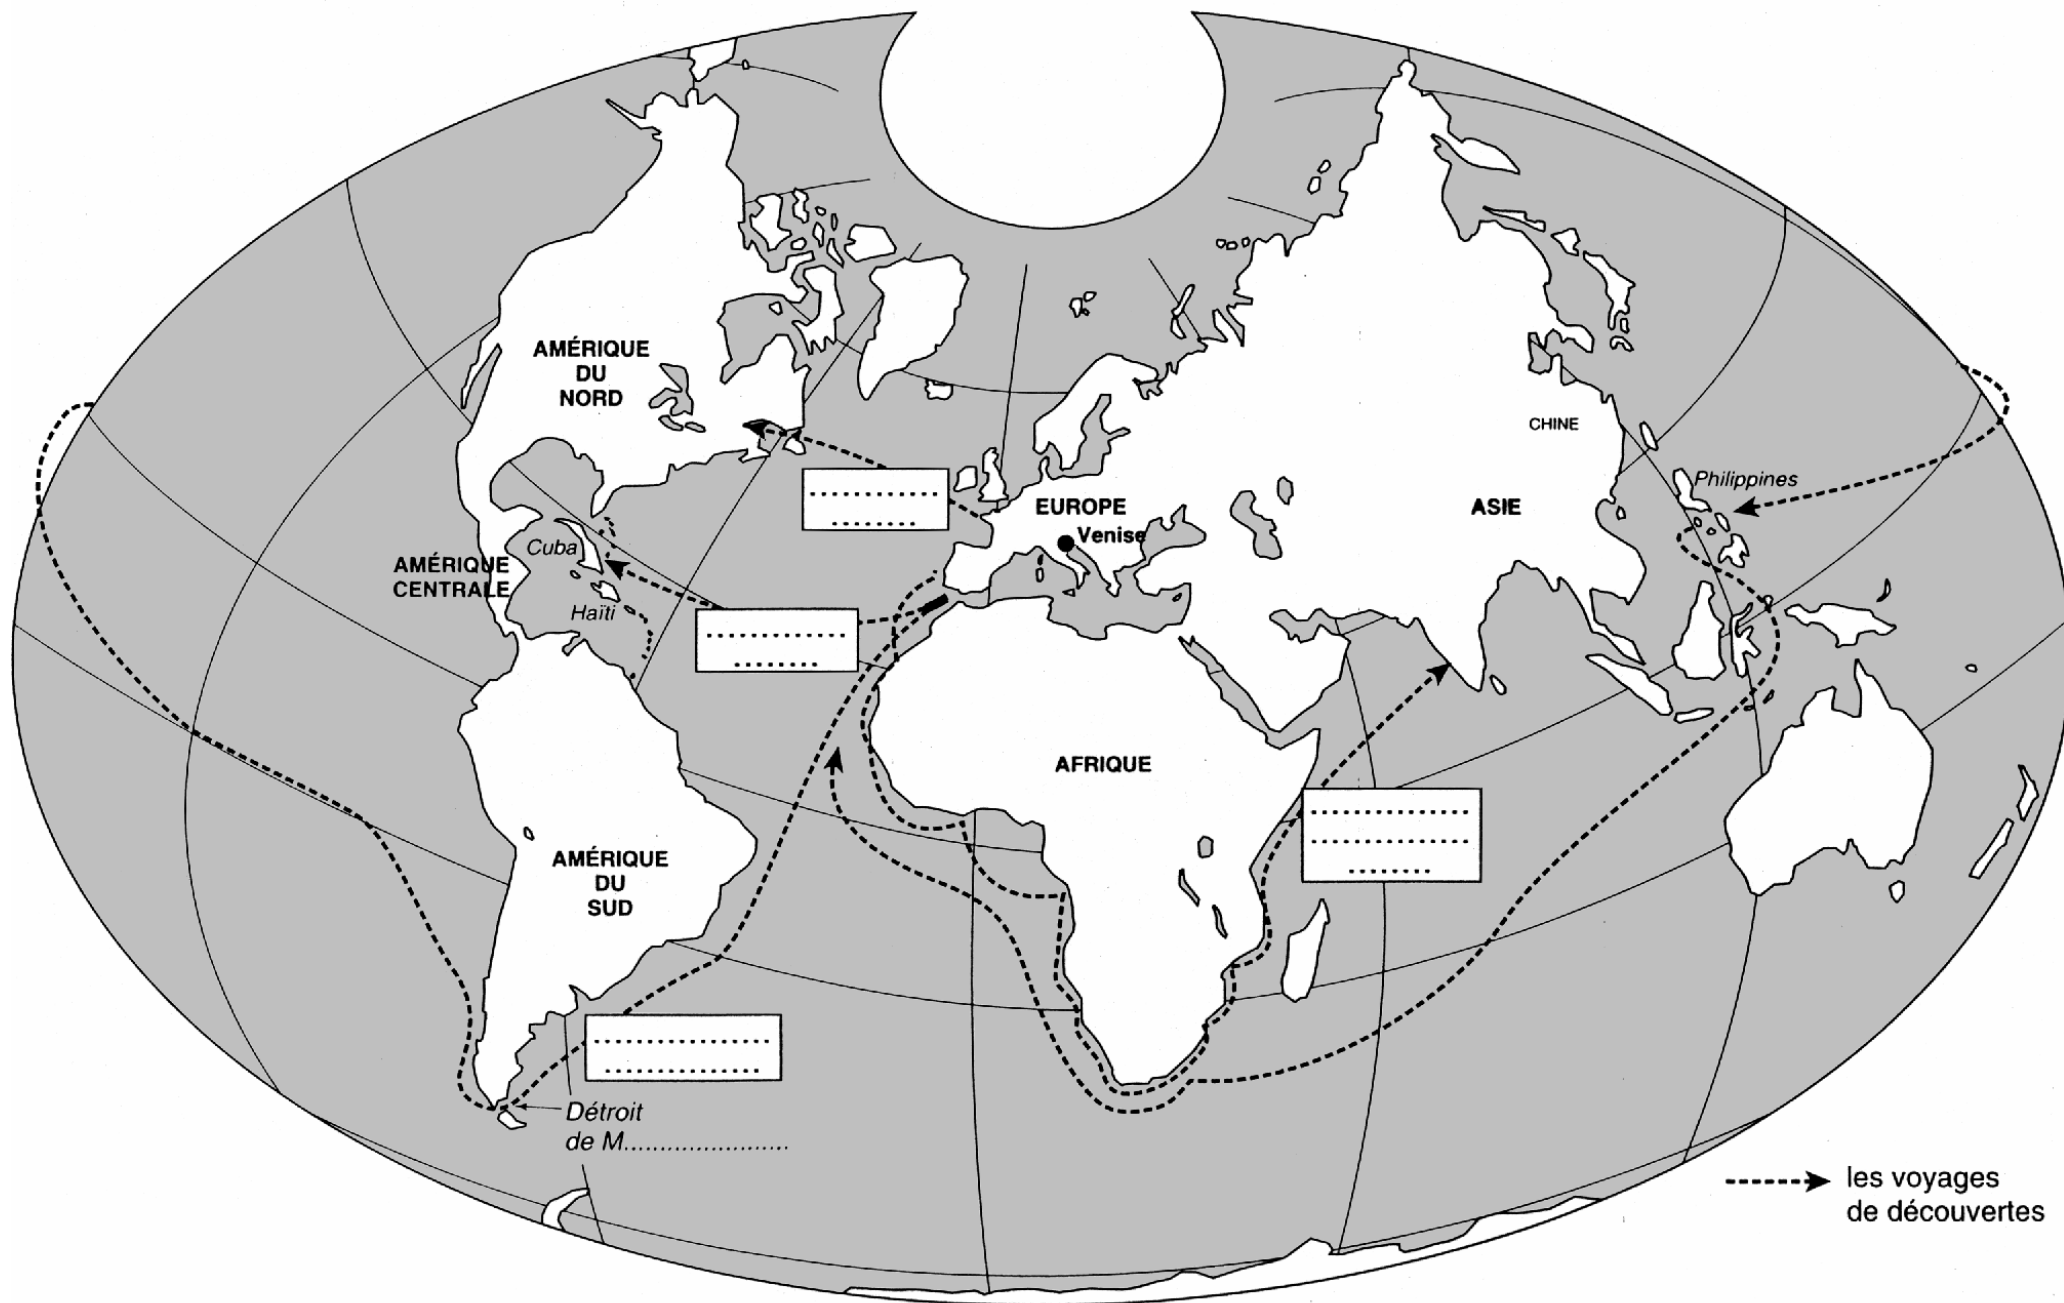 AMÉRIQUE
DU
NORD
CHINE
Philippines
EUROPE
Venise
ASIE
Cuba
AMÉRIQUE
CENTRALE
Haïti
AFRIQUE
AMÉRIQUE
DU
SUD
Détroit
de M.......................
les voyages
de découvertes